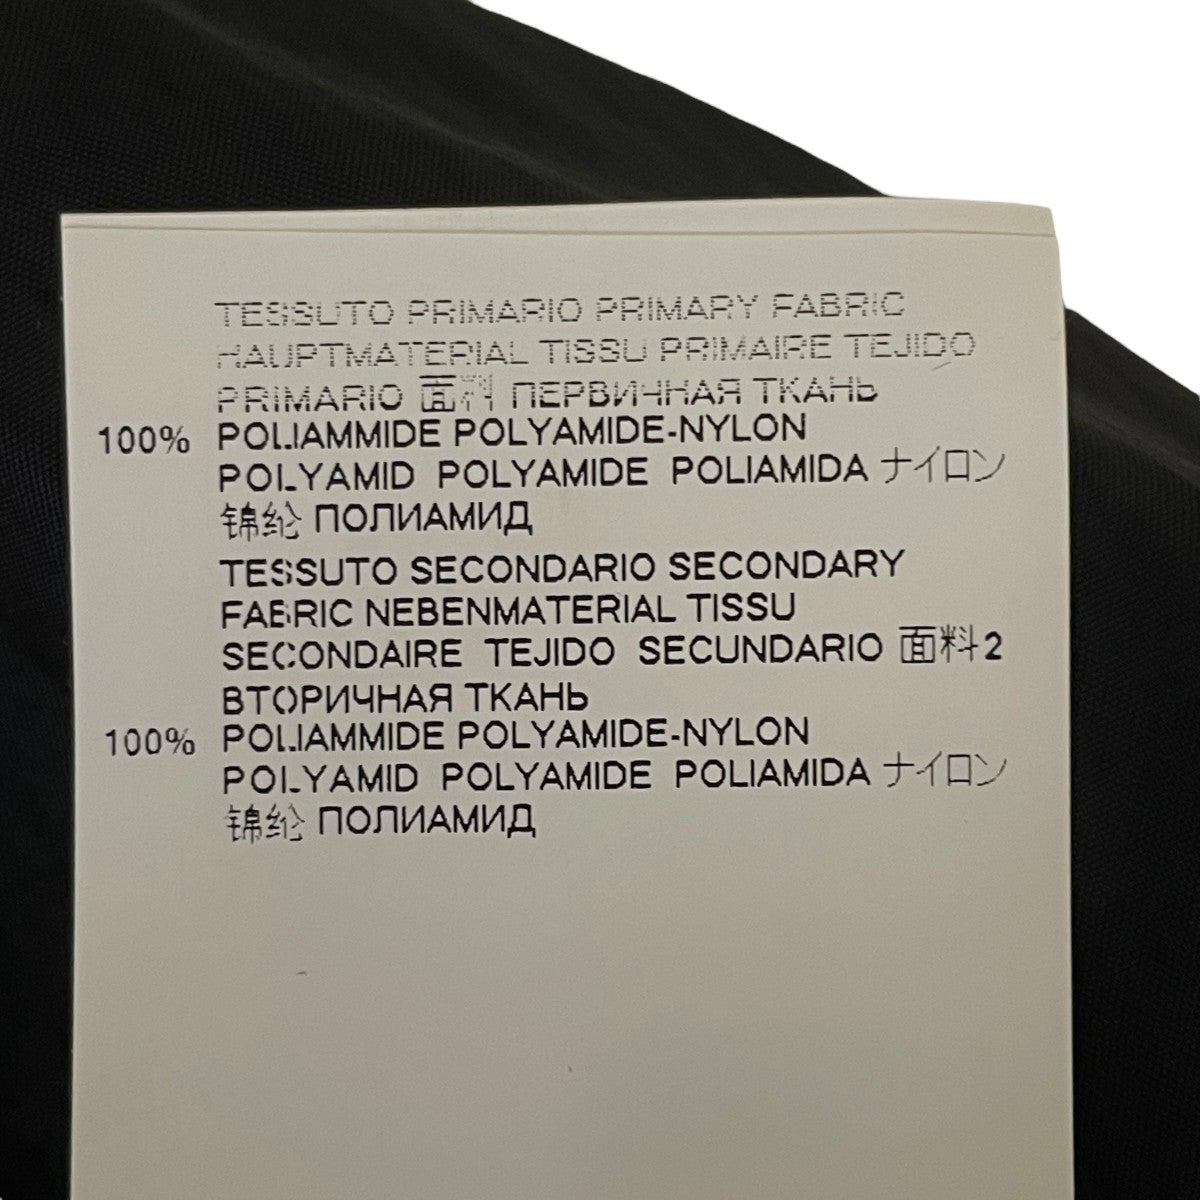 TESSUTO PRIMARIO PRIMARY FABRIC
HAUPTMATERIAL TISSU PRIMAIRE TEJIDO
PRIMARIO 面料 ПЕРВИЧНАЯ ТКАНЬ
100% POLIAMMIDE POLYAMIDE-NYLON
POLYAMID POLYAMIDE POLIAMIDA ナイロン
锦纶 ПОЛИАМИД
TESSUTO SECONDARIO SECONDARY
FABRIC NEBENMATERIAL TISSU
SECONDAIRE TEJIDO SECUNDARIO 面料2
ВТОРИЧНАЯ ТКАНЬ
100% POLIAMMIDE POLYAMIDE-NYLON
POLYAMID POLYAMIDE POLIAMIDA ナイロン
锦纶 ПОЛИАМИД